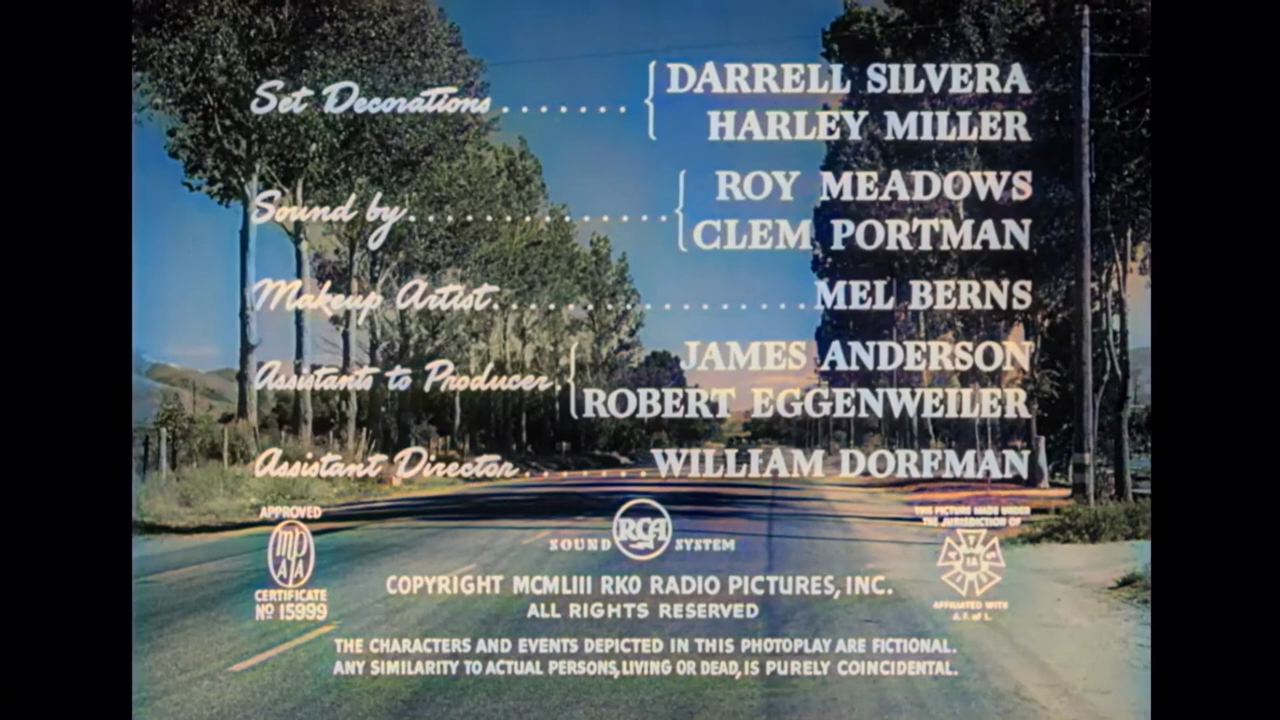 Set Decorations ....... { DARRELL SILVERA
HARLEY MILLER
Sound by .............. { ROY MEADOWS
CLEM PORTMAN
Makeup Artist ................. MEL BERNS
Assistants to Producer . { JAMES ANDERSON
ROBERT EGGENWEILER
Assistant Director ....... WILLIAM DORFMAN
APPROVED
MPAA
CERTIFICATE
Nº 15999
RCA
SOUND SYSTEM
THIS PICTURE MADE UNDER
THE JURISDICTION OF
IATSE
AFFILIATED WITH
A.F. of L.
COPYRIGHT MCMLIII RKO RADIO PICTURES, INC.
ALL RIGHTS RESERVED
THE CHARACTERS AND EVENTS DEPICTED IN THIS PHOTOPLAY ARE FICTIONAL.
ANY SIMILARITY TO ACTUAL PERSONS, LIVING OR DEAD, IS PURELY COINCIDENTAL.